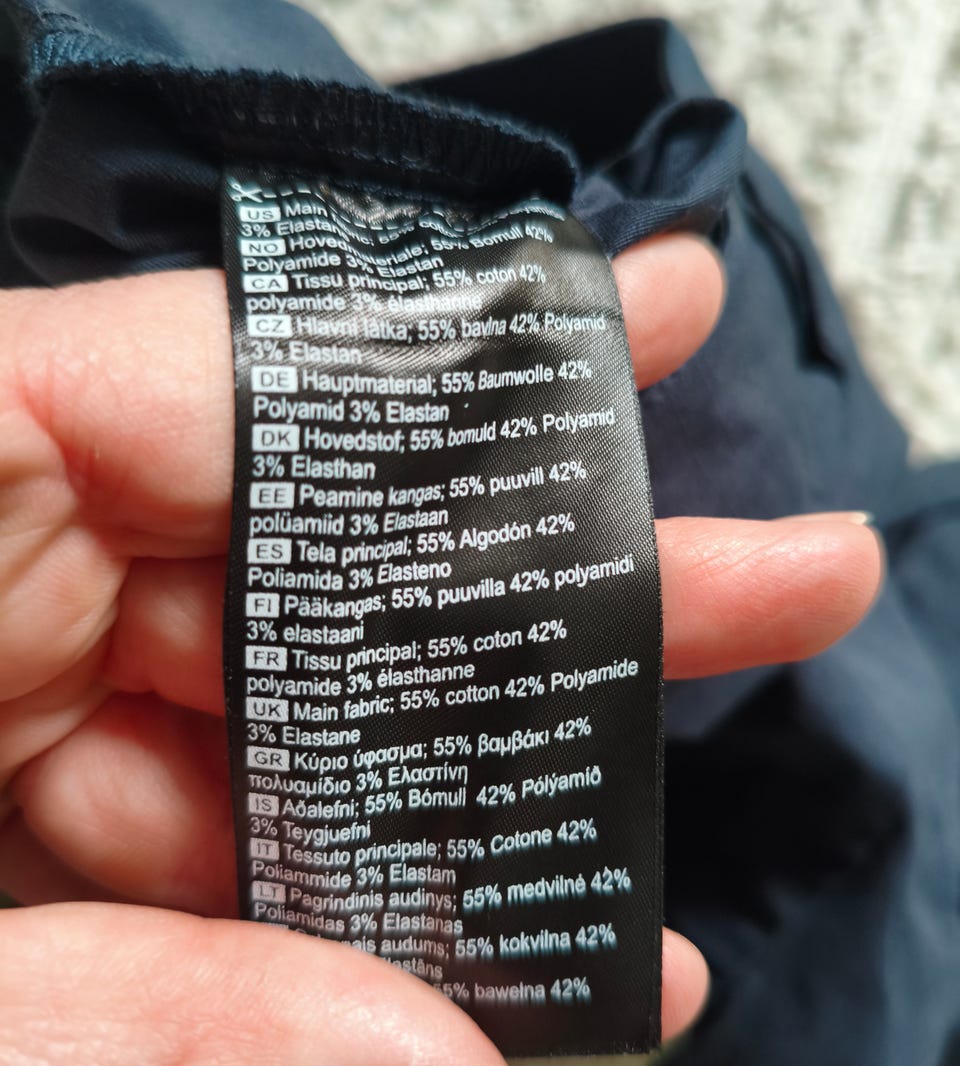 US Main
3% Elastan
NO Hovedmateriale; 55% Bomull 42%
Polyamide 3% Elastan
CA Tissu principal; 55% coton 42%
polyamide 3% élasthanne
CZ Hlavní látka; 55% bavlna 42% Polyamid
3% Elastan
DE Hauptmaterial; 55% Baumwolle 42%
Polyamid 3% Elastan
DK Hovedstof; 55% bomuld 42% Polyamid
3% Elasthan
EE Peamine kangas; 55% puuvill 42%
polüamiid 3% Elastaan
ES Tela principal; 55% Algodón 42%
Poliamida 3% Elasteno
FI Pääkangas; 55% puuvilla 42% polyamidi
3% elastaani
FR Tissu principal; 55% coton 42%
polyamide 3% élasthanne
UK Main fabric; 55% cotton 42% Polyamide
3% Elastane
GR Κύριο ύφασμα; 55% βαμβάκι 42%
πολυαμίδιο 3% Ελαστίνη
IS Aðalefni; 55% Bómull 42% Pólýamíð
3% Teygjuefni
IT Tessuto principale; 55% Cotone 42%
Poliammide 3% Elastam
LT Pagrindinis audinys; 55% medvilnė 42%
Poliamidas 3% Elastanas
audums; 55% kokvilna 42%
bawełna 42%